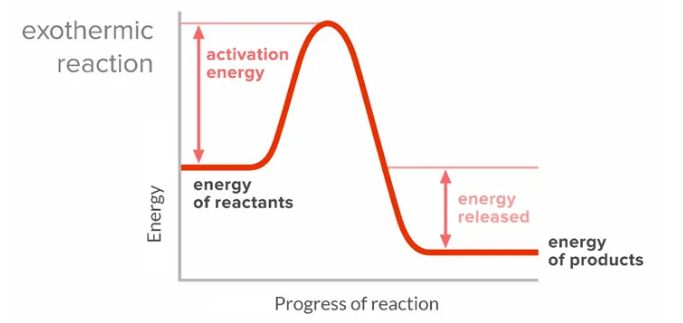 exothermic
reaction
activation
energy
energy
of reactants
energy
released
energy
of products
Energy
Progress of reaction